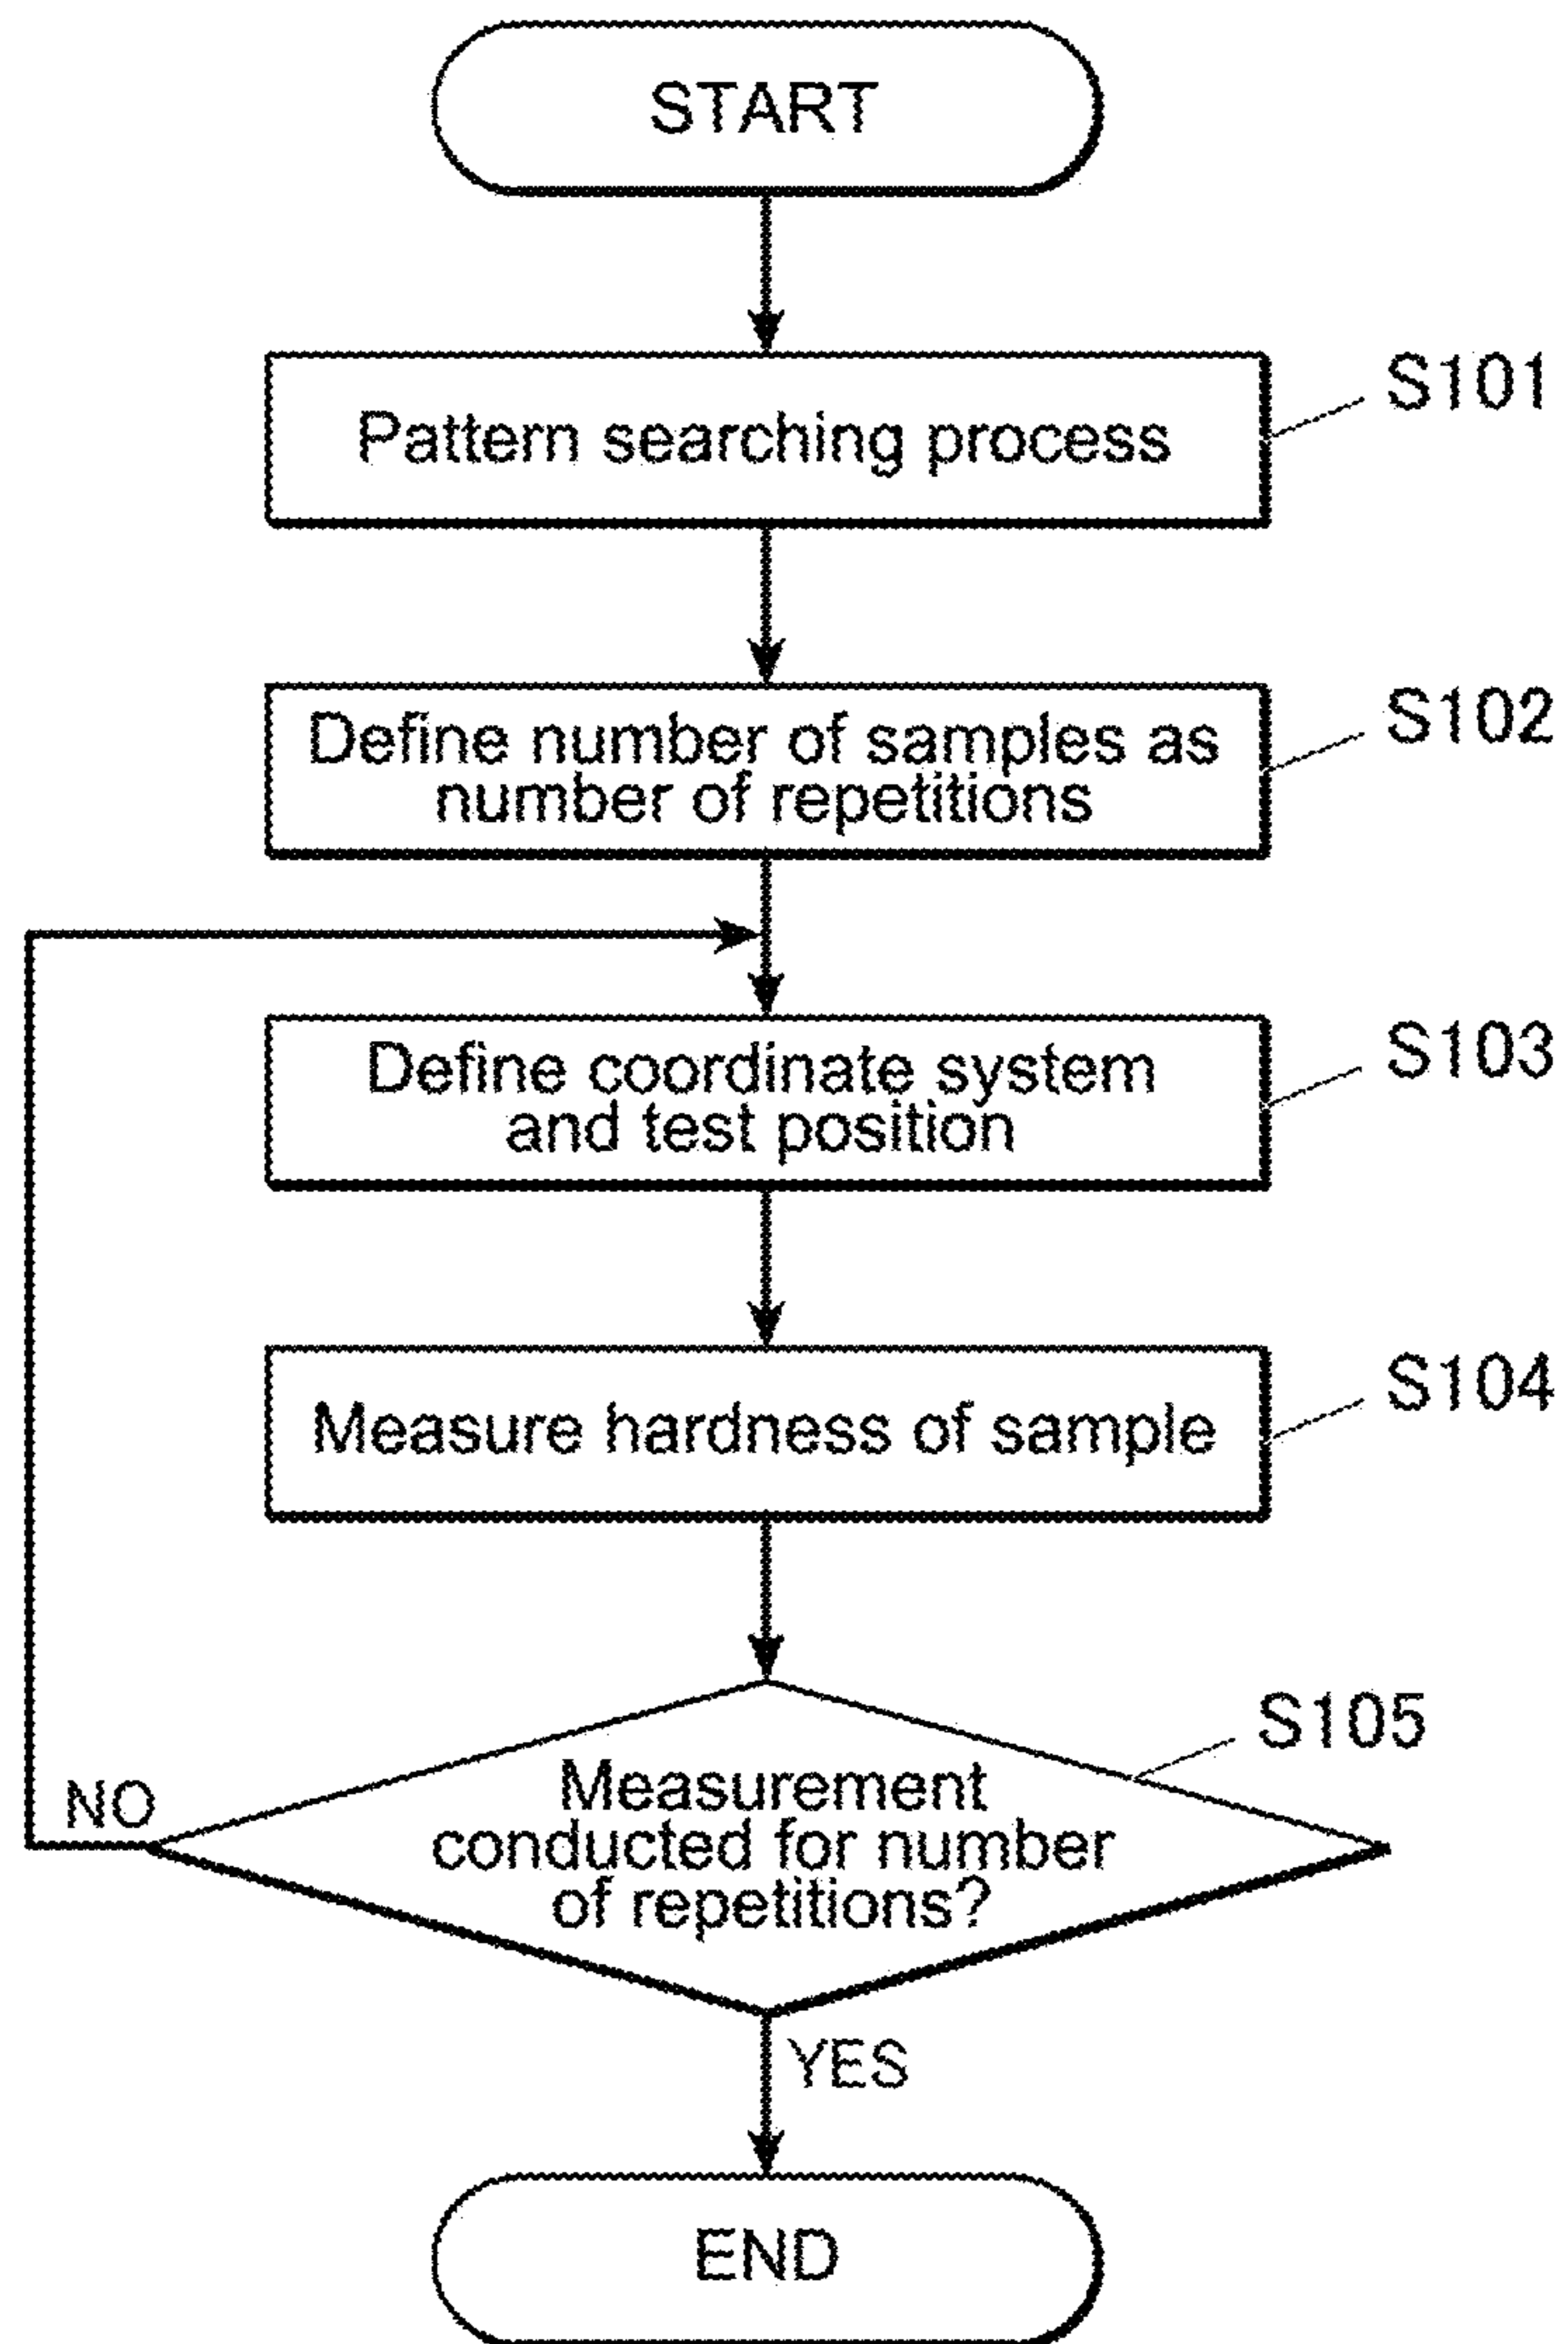 START
Pattern searching process
S101
Define number of samples as
number of repetitions
S102
Define coordinate system
and test position
S103
Measure hardness of sample
S104
Measurement
conducted for number
of repetitions?
S105
NO
YES
END